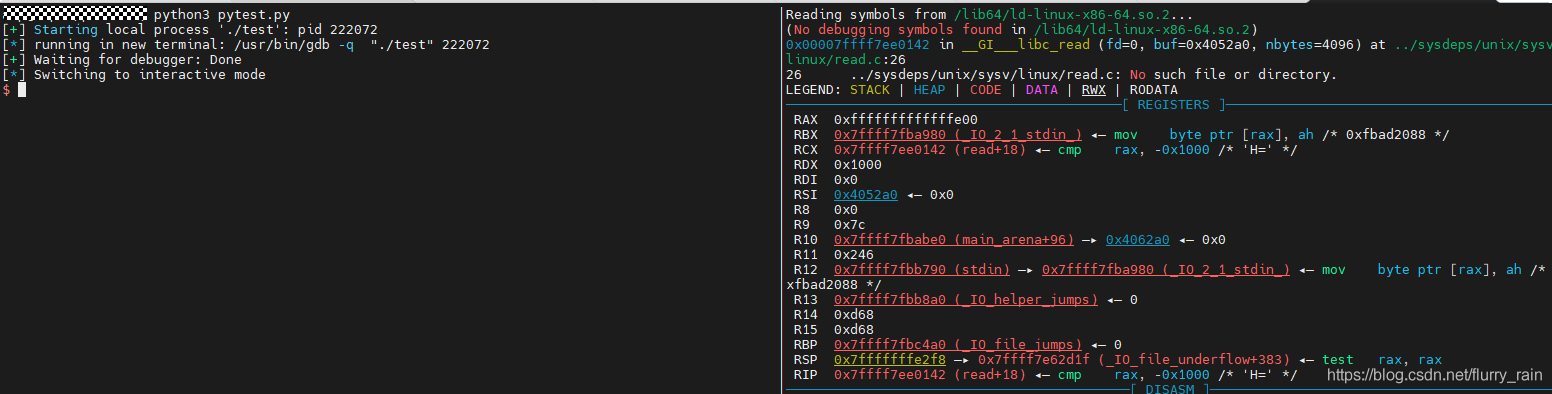 python3 pytest.py
[+] Starting local process './test': pid 222072
[*] running in new terminal: /usr/bin/gdb -q  "./test" 222072
[+] Waiting for debugger: Done
[*] Switching to interactive mode
$
Reading symbols from /lib64/ld-linux-x86-64.so.2...
(No debugging symbols found in /lib64/ld-linux-x86-64.so.2)
0x00007ffff7ee0142 in __GI___libc_read (fd=0, buf=0x4052a0, nbytes=4096) at ../sysdeps/unix/sysv
linux/read.c:26
26      ../sysdeps/unix/sysv/linux/read.c: No such file or directory.
LEGEND: STACK | HEAP | CODE | DATA | RWX | RODATA
[ REGISTERS ]
RAX  0xfffffffffffffe00
RBX  0x7ffff7fba980 (_IO_2_1_stdin_) ◂— mov    byte ptr [rax], ah /* 0xfbad2088 */
RCX  0x7ffff7ee0142 (read+18) ◂— cmp    rax, -0x1000 /* 'H=' */
RDX  0x1000
RDI  0x0
RSI  0x4052a0 ◂— 0x0
R8   0x0
R9   0x7c
R10  0x7ffff7fbabe0 (main_arena+96) —▸ 0x4062a0 ◂— 0x0
R11  0x246
R12  0x7ffff7fbb790 (stdin) —▸ 0x7ffff7fba980 (_IO_2_1_stdin_) ◂— mov    byte ptr [rax], ah /*
xfbad2088 */
R13  0x7ffff7fbb8a0 (_IO_helper_jumps) ◂— 0
R14  0xd68
R15  0xd68
RBP  0x7ffff7fbc4a0 (_IO_file_jumps) ◂— 0
RSP  0x7fffffffe2f8 —▸ 0x7ffff7e62d1f (_IO_file_underflow+383) ◂— test   rax, rax
RIP  0x7ffff7ee0142 (read+18) ◂— cmp    rax, -0x1000 /* 'H=' */
[ DISASM ]
https://blog.csdn.net/flurry_rain